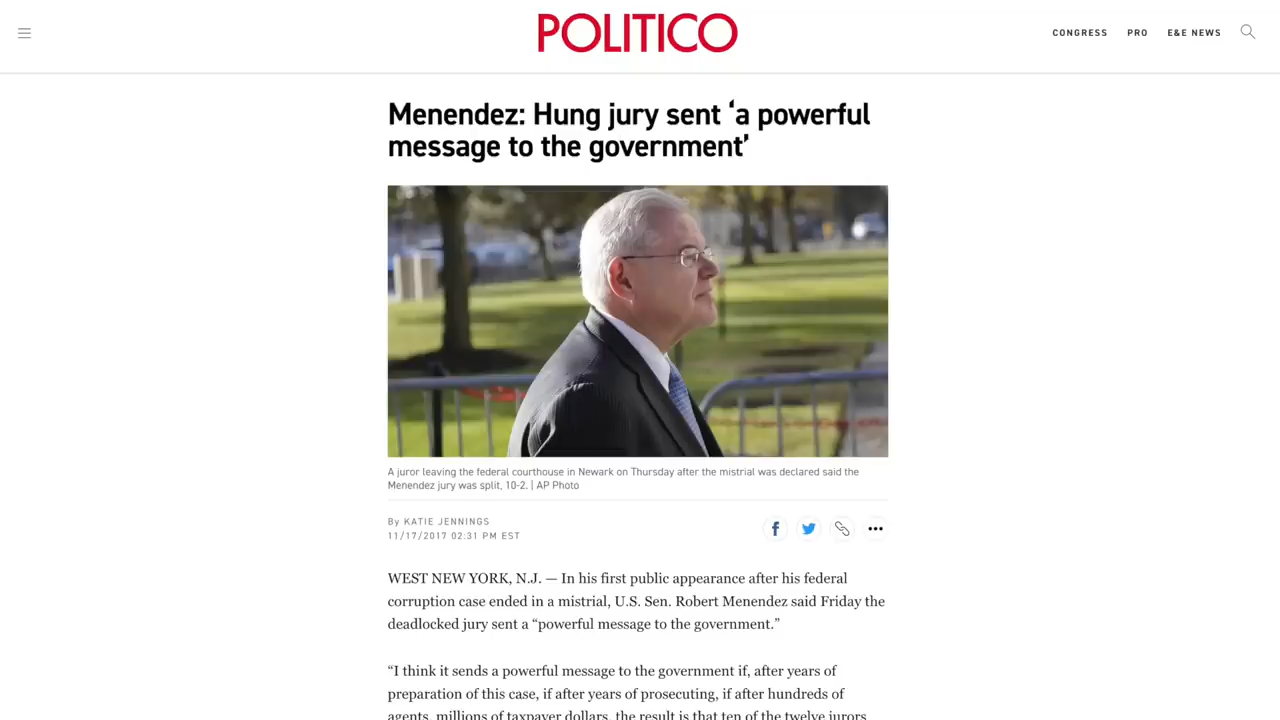 POLITICO
CONGRESS PRO E&E NEWS
Menendez: Hung jury sent ‘a powerful
message to the government’
A juror leaving the federal courthouse in Newark on Thursday after the mistrial was declared said the
Menendez jury was split, 10-2. | AP Photo
By KATIE JENNINGS
11/17/2017 02:31 PM EST
WEST NEW YORK, N.J. — In his first public appearance after his federal
corruption case ended in a mistrial, U.S. Sen. Robert Menendez said Friday the
deadlocked jury sent a “powerful message to the government.”
“I think it sends a powerful message to the government if, after years of
preparation of this case, if after years of prosecuting, if after hundreds of
agents, millions of taxpayer dollars, the result is that ten of the twelve jurors